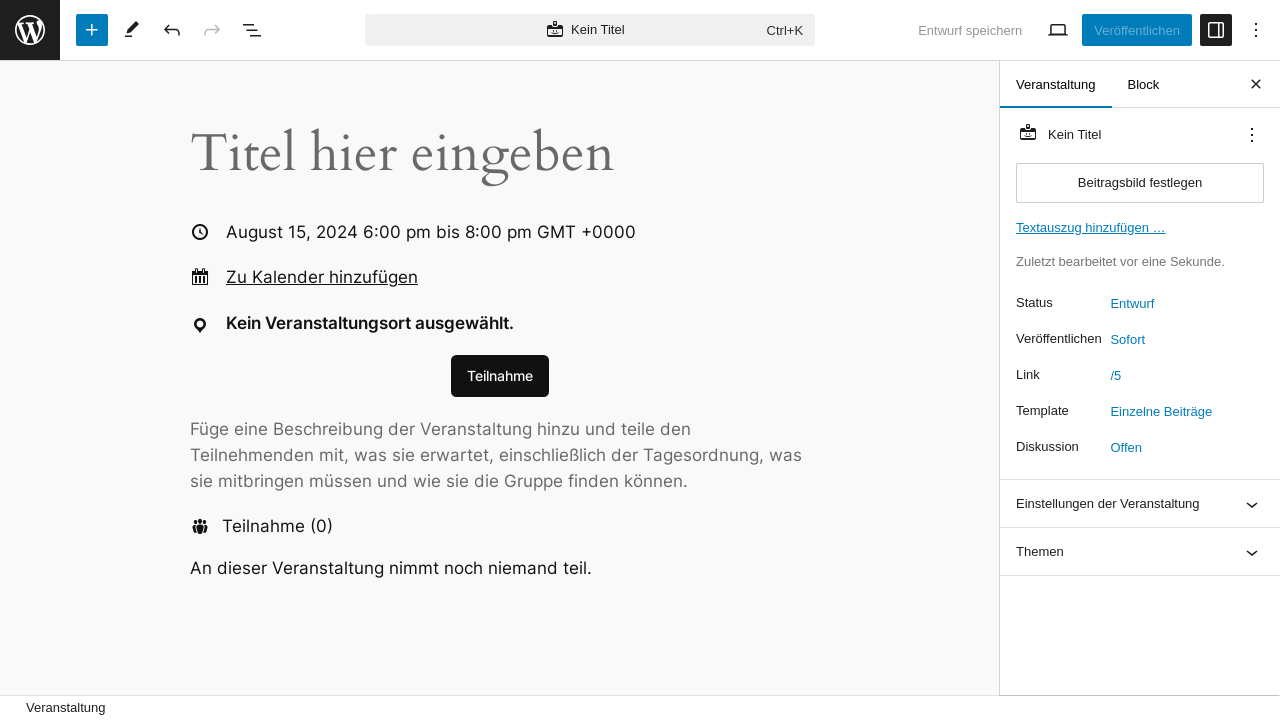 Kein Titel
Ctrl+K
Entwurf speichern
Veröffentlichen
Titel hier eingeben
August 15, 2024 6:00 pm bis 8:00 pm GMT +0000
Zu Kalender hinzufügen
Kein Veranstaltungsort ausgewählt.
Teilnahme
Füge eine Beschreibung der Veranstaltung hinzu und teile den
Teilnehmenden mit, was sie erwartet, einschließlich der Tagesordnung, was
sie mitbringen müssen und wie sie die Gruppe finden können.
Teilnahme (0)
An dieser Veranstaltung nimmt noch niemand teil.
Veranstaltung
Block
Kein Titel
Beitragsbild festlegen
Textauszug hinzufügen …
Zuletzt bearbeitet vor eine Sekunde.
Status Entwurf
Veröffentlichen Sofort
Link /5
Template Einzelne Beiträge
Diskussion Offen
Einstellungen der Veranstaltung
Themen
Veranstaltung